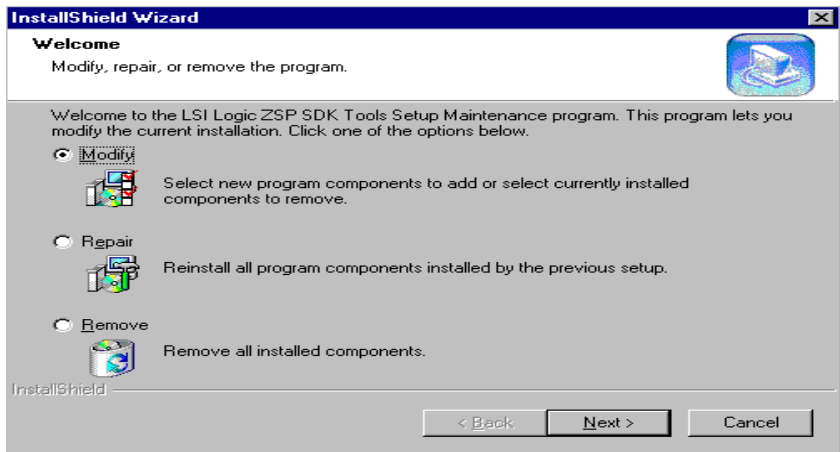 InstallShield Wizard
Welcome
Modify, repair, or remove the program.
Welcome to the LSI Logic ZSP SDK Tools Setup Maintenance program. This program lets you
modify the current installation. Click one of the options below.
Modify
Select new program components to add or select currently installed
components to remove.
Repair
Reinstall all program components installed by the previous setup.
Remove
Remove all installed components.
InstallShield
< Back Next > Cancel